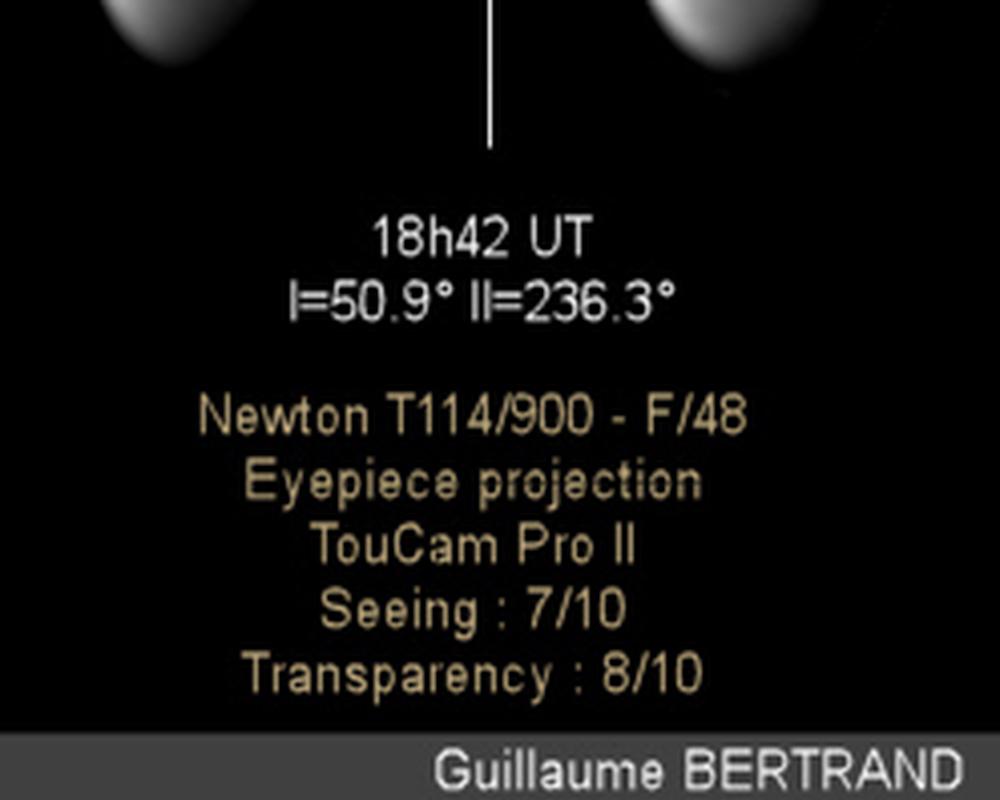 18h42 UT
I=50.9° II=236.3°
Newton T114/900 - F/48
Eyepiece projection
TouCam Pro II
Seeing : 7/10
Transparency : 8/10
Guillaume BERTRAND